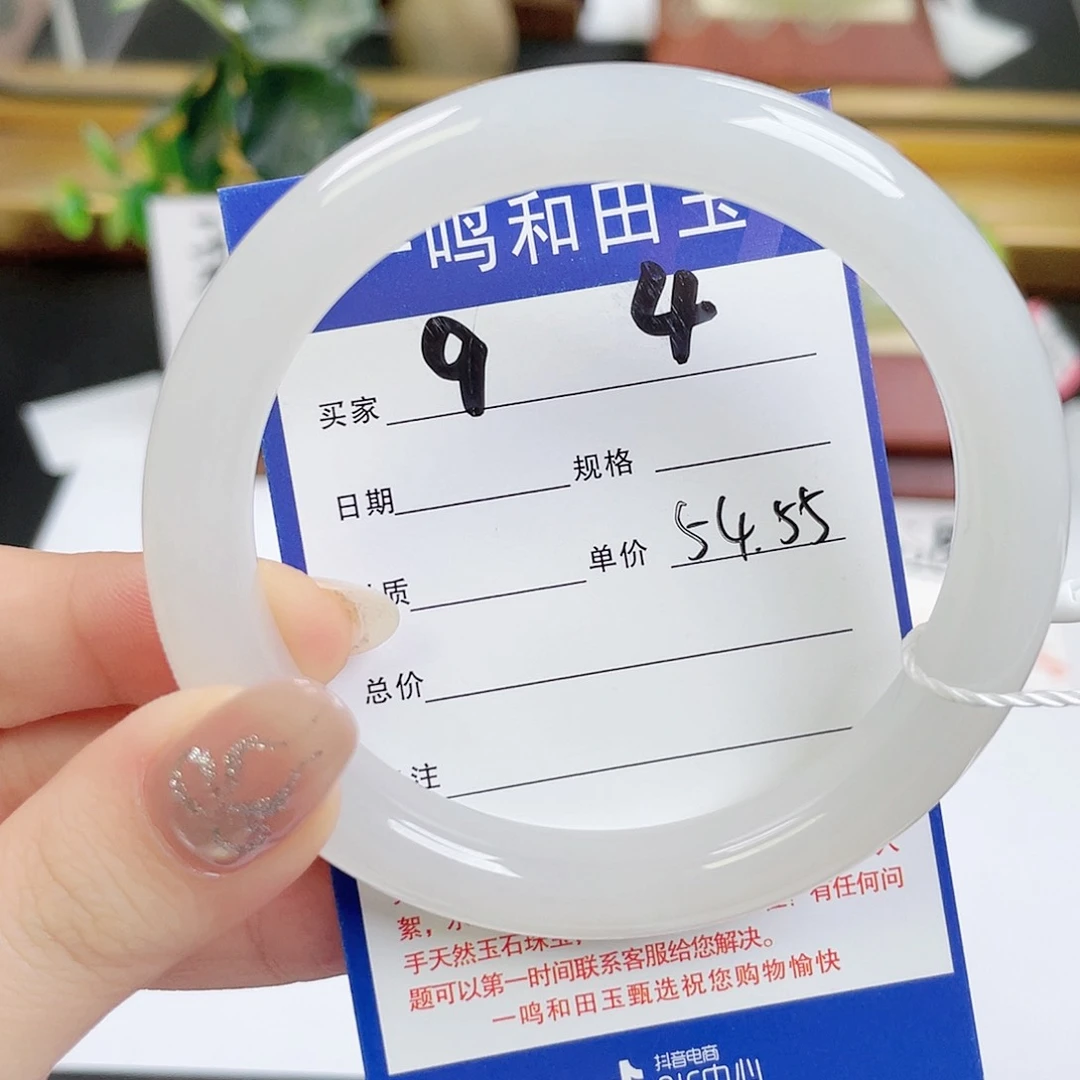 一鸣和田玉
9 4
买家
日期 规格
质 单价 54.55
总价
注
絮，
手天然玉石珠宝， 有任何问
题可以第一时间联系客服给您解决。
一鸣和田玉甄选祝您购物愉快
抖音电商